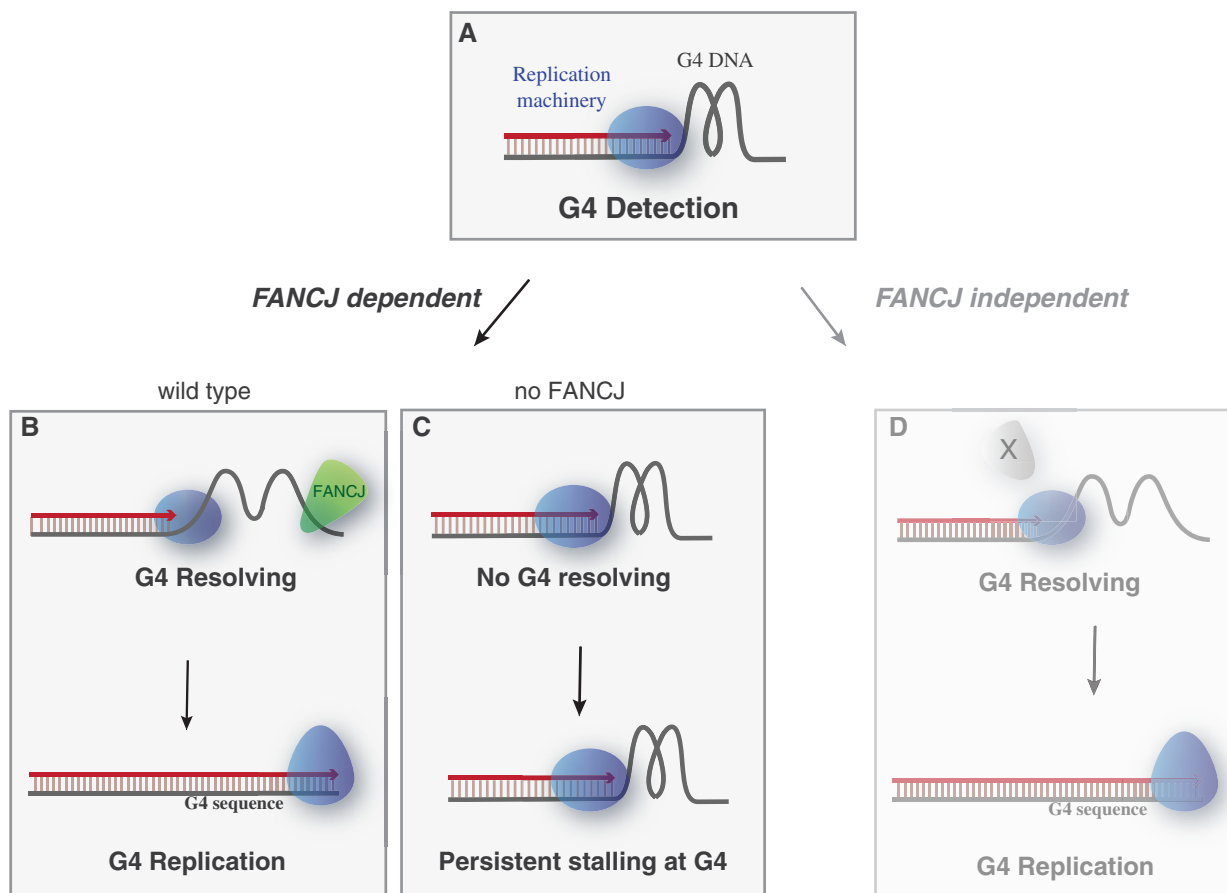 A
G4 DNA
Replication
machinery
G4 Detection
FANCJ dependent
FANCJ independent
wild type
no FANCJ
B
FANCJ
G4 Resolving
G4 sequence
G4 Replication
C
No G4 resolving
Persistent stalling at G4
D
X
G4 Resolving
G4 sequence
G4 Replication